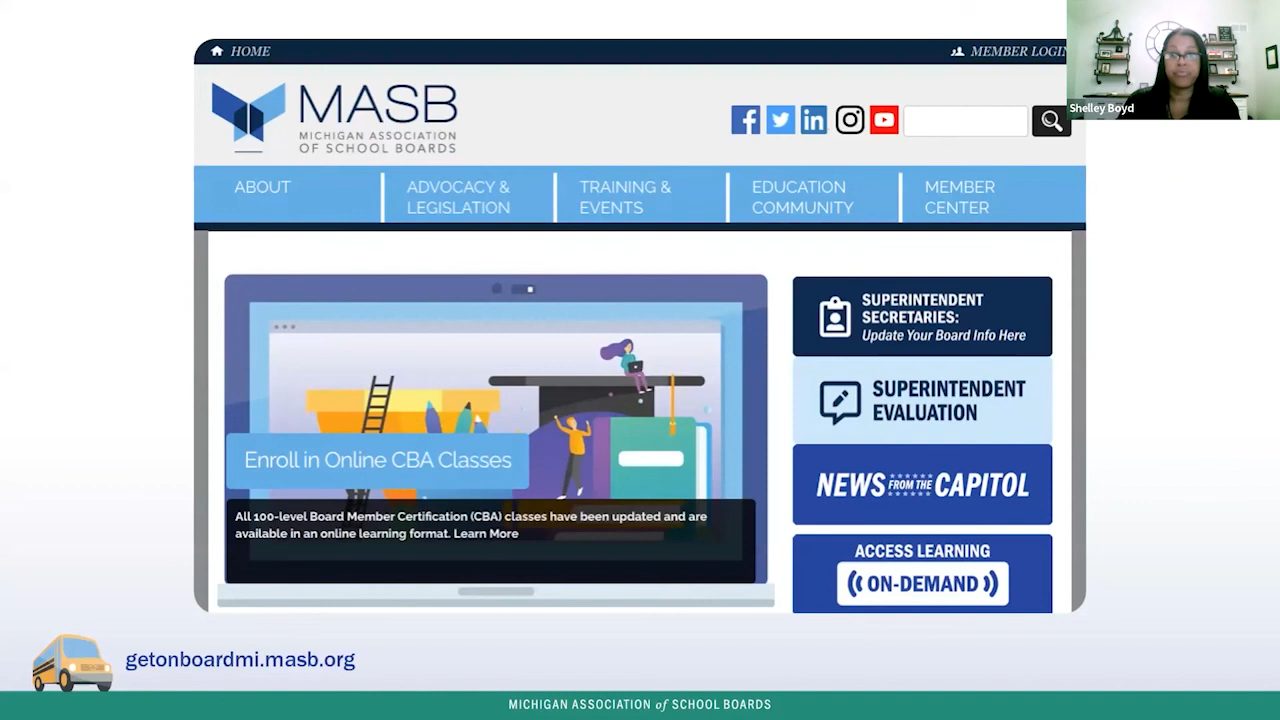 HOME
MEMBER LOGIN
Shelley Boyd
MASB
MICHIGAN ASSOCIATION
OF SCHOOL BOARDS
ABOUT
ADVOCACY &
LEGISLATION
TRAINING &
EVENTS
EDUCATION
COMMUNITY
MEMBER
CENTER
Enroll in Online CBA Classes
All 100-level Board Member Certification (CBA) classes have been updated and are
available in an online learning format. Learn More
SUPERINTENDENT
SECRETARIES:
Update Your Board Info Here
SUPERINTENDENT
EVALUATION
NEWS FROM THE CAPITOL
ACCESS LEARNING
ON-DEMAND
getonboardmi.masb.org
MICHIGAN ASSOCIATION of SCHOOL BOARDS